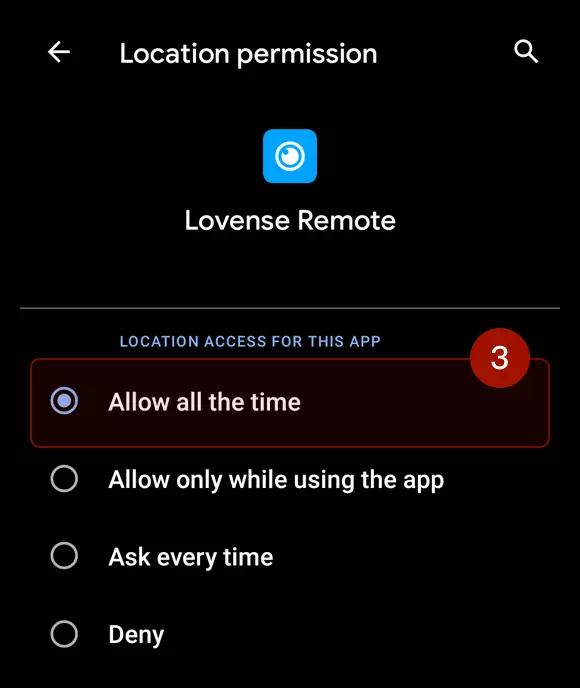 Location permission
Lovense Remote
LOCATION ACCESS FOR THIS APP
3
Allow all the time
Allow only while using the app
Ask every time
Deny